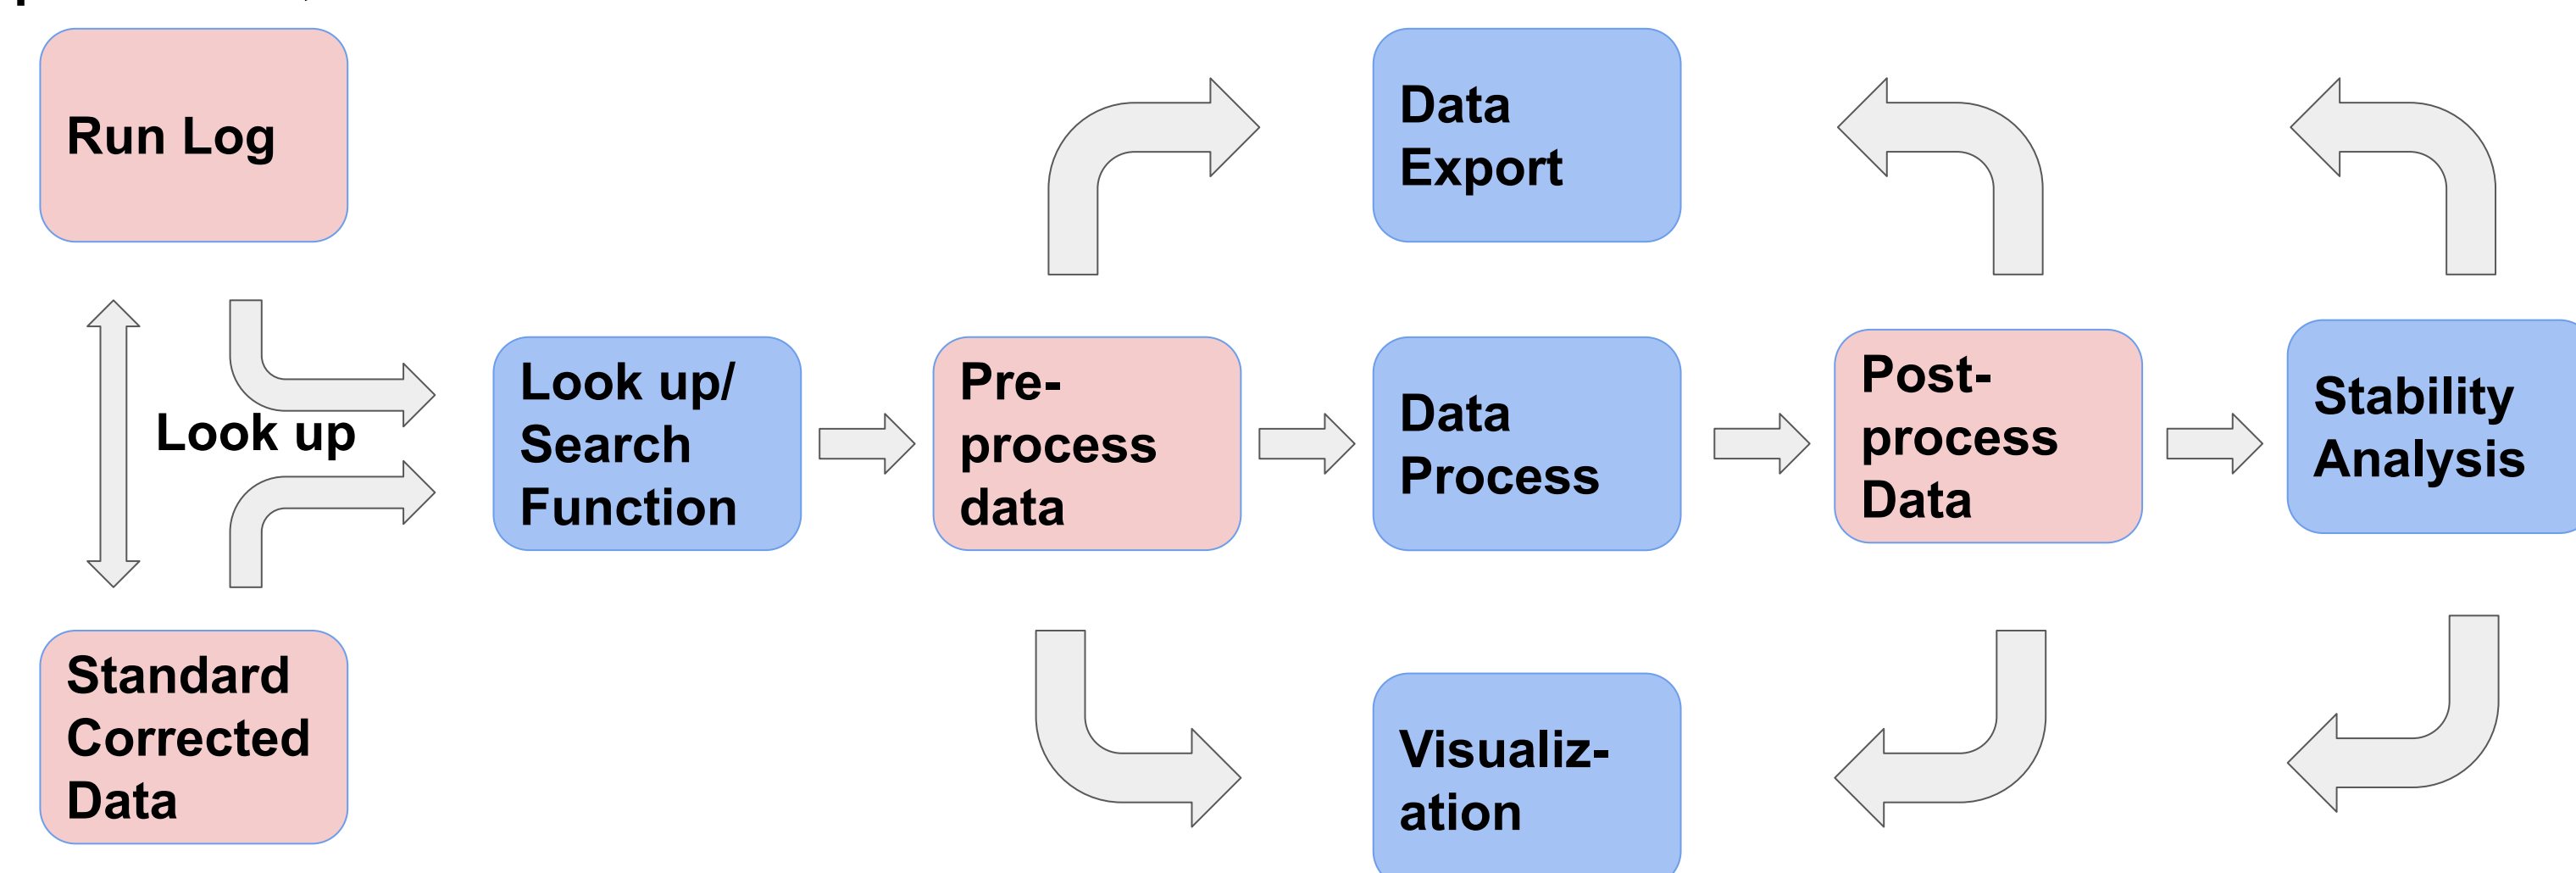 Run Log
Data
Export
Look up
Look up/
Search
Function
Pre-
process
data
Data
Process
Post-
process
Data
Stability
Analysis
Standard
Corrected
Data
Visualiz-
ation